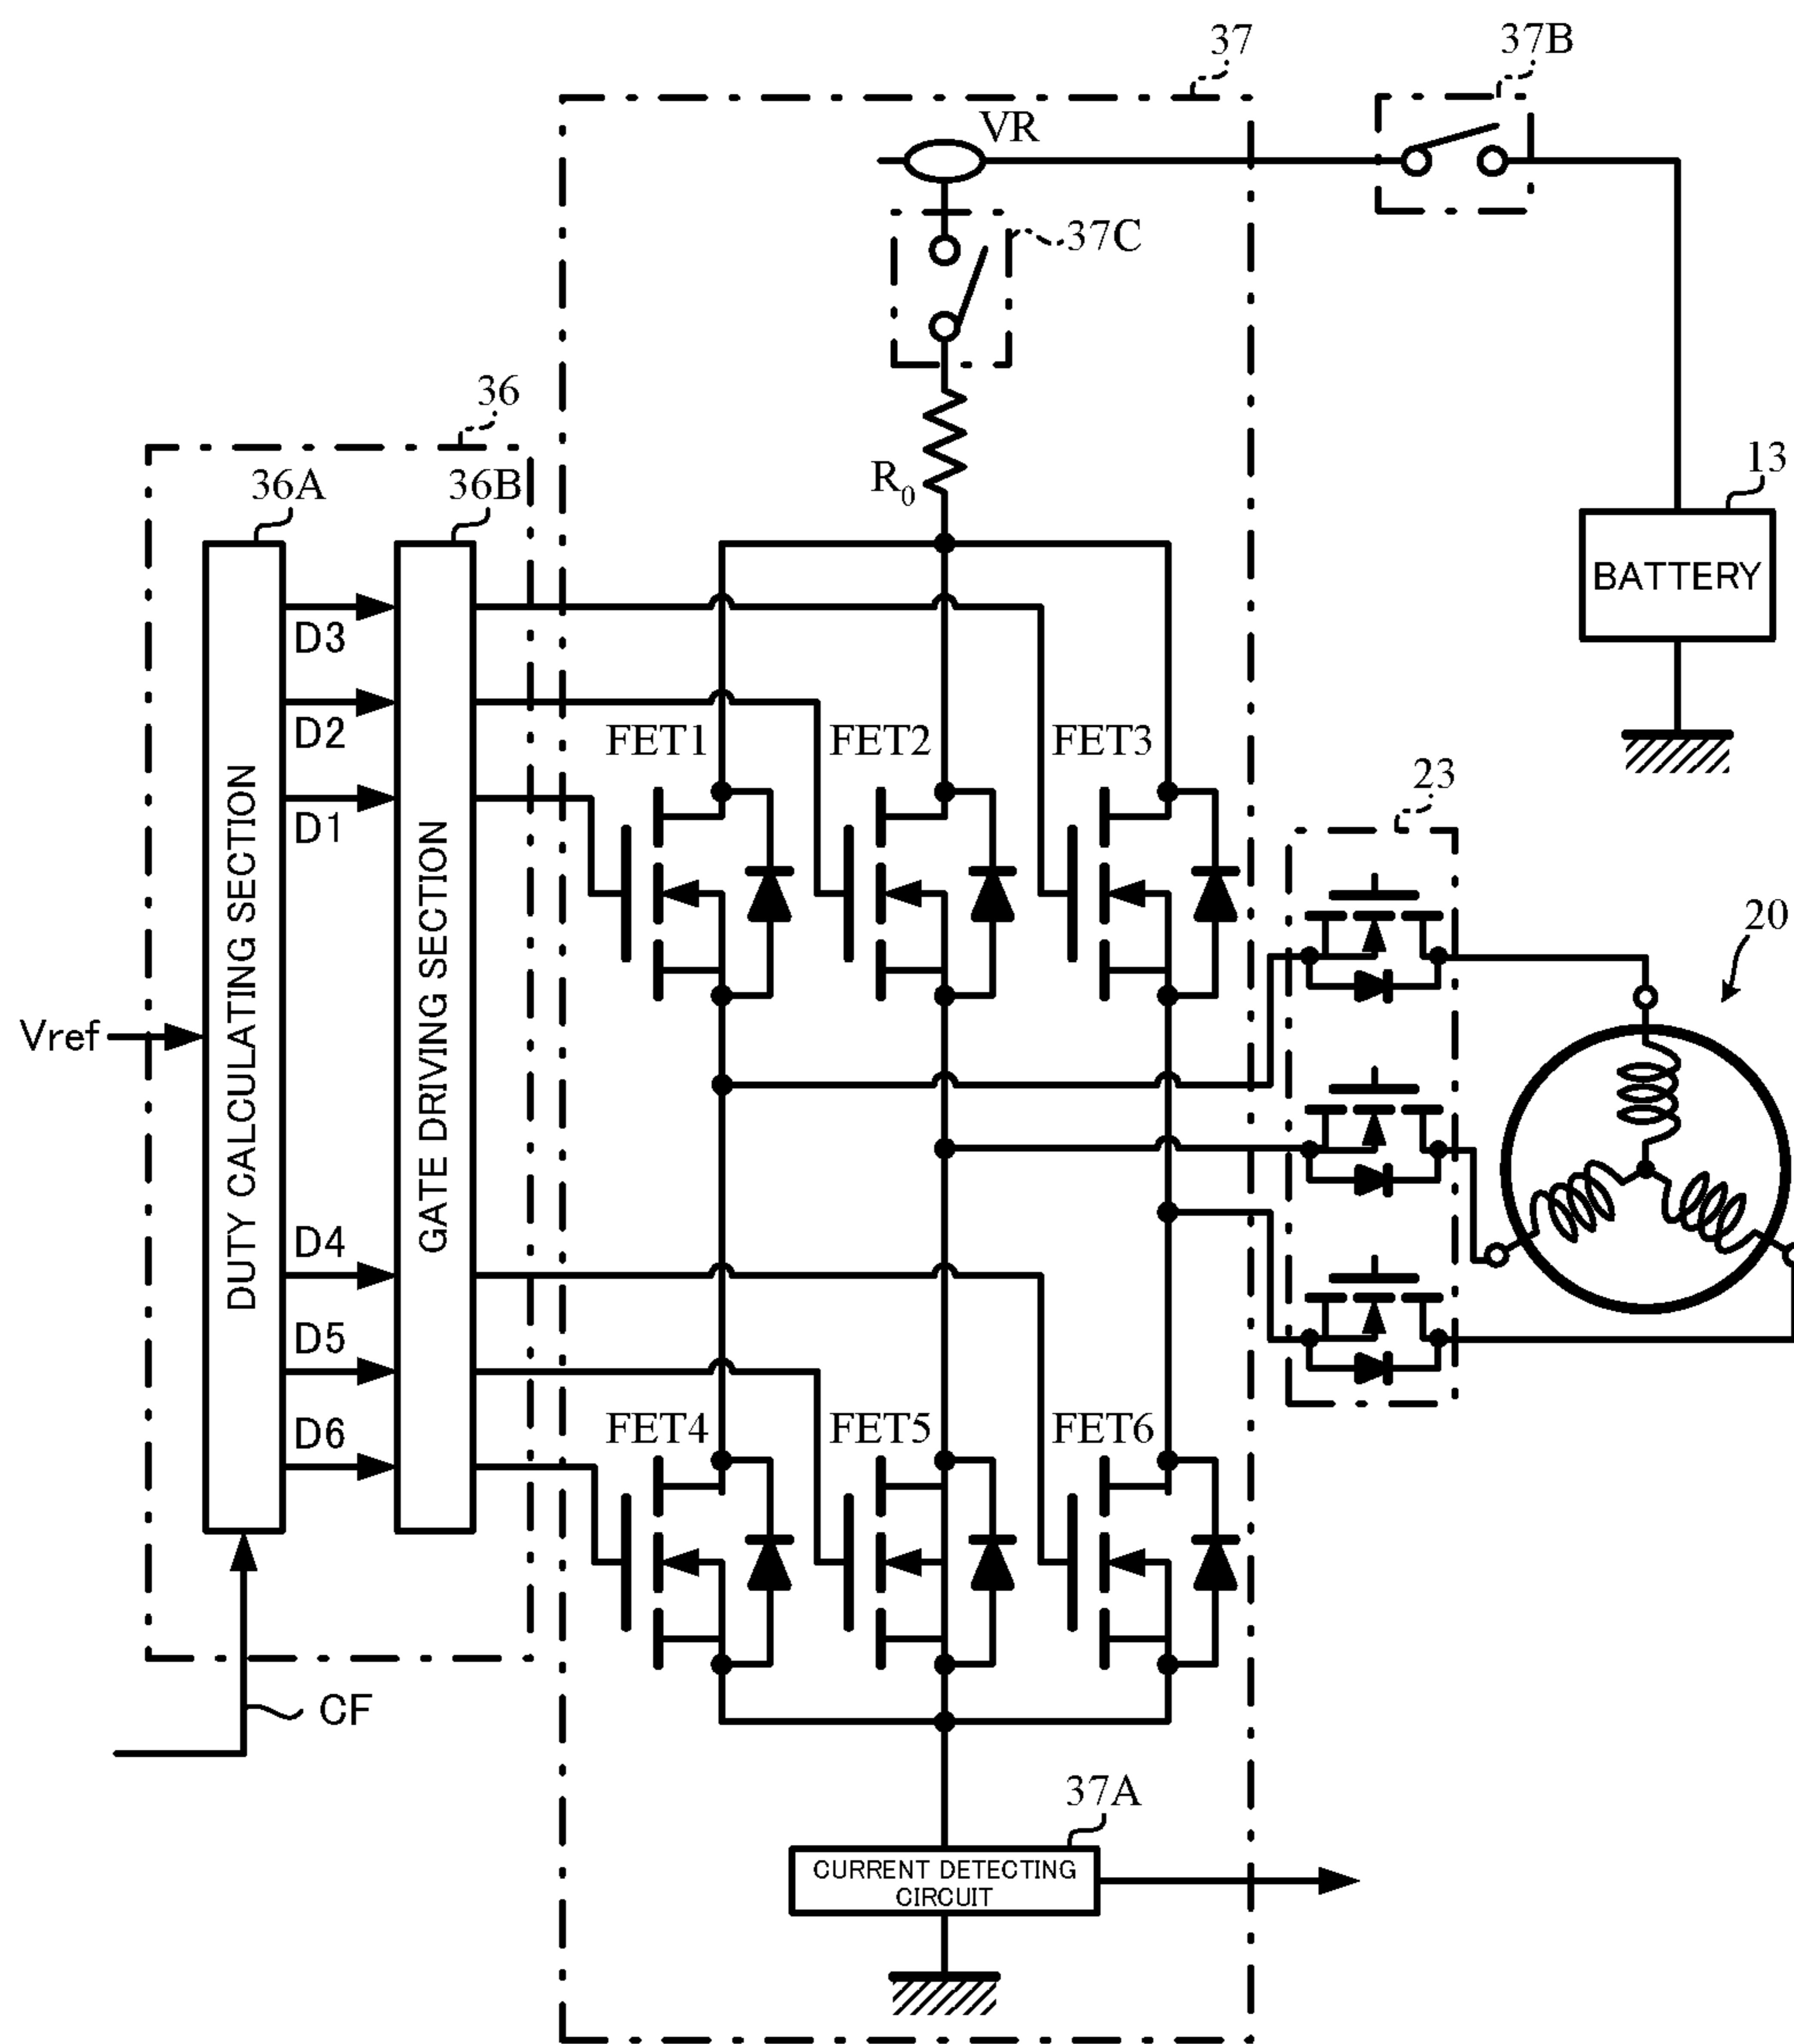 37
37B
VR
37C
36
R0
36A
36B
13
BATTERY
D3
D2
D1
FET1
FET2
FET3
23
20
DUTY CALCULATING SECTION
GATE DRIVING SECTION
Vref
D4
D5
D6
FET4
FET5
FET6
CF
37A
CURRENT DETECTING
CIRCUIT